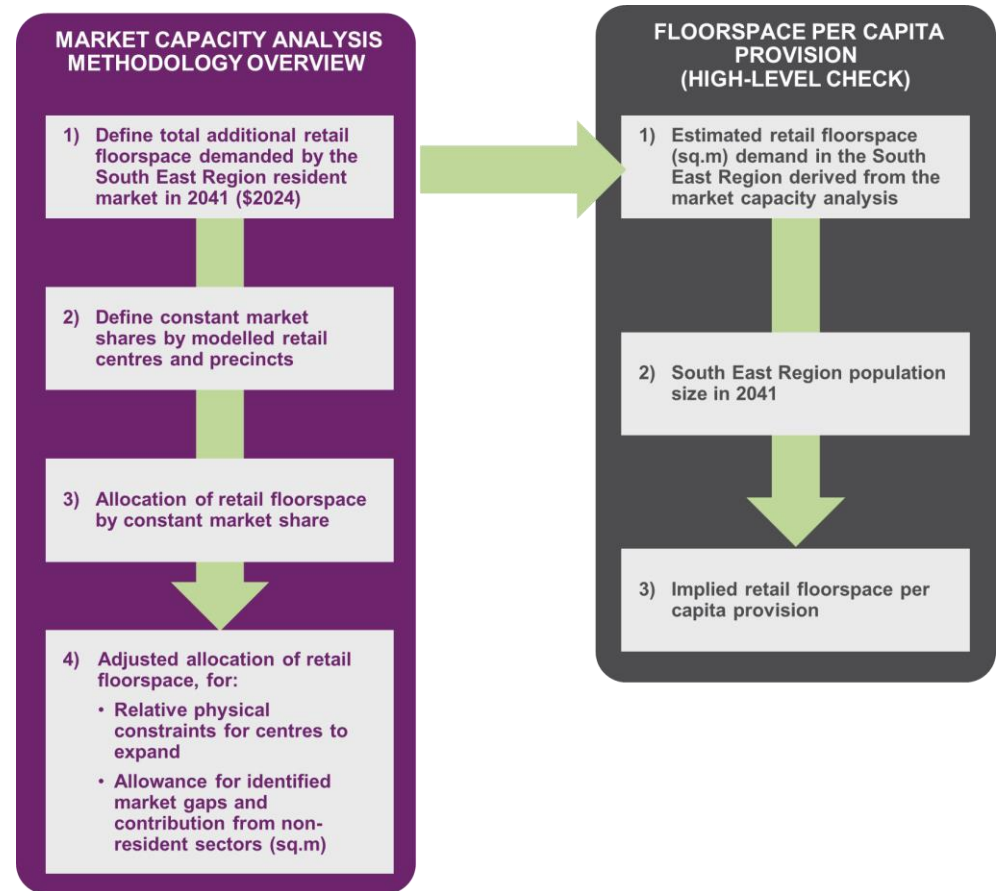 MARKET CAPACITY ANALYSIS
METHODOLOGY OVERVIEW
1) Define total additional retail
floorspace demanded by the
South East Region resident
market in 2041 ($2024)
2) Define constant market
shares by modelled retail
centres and precincts
3) Allocation of retail floorspace
by constant market share
4) Adjusted allocation of retail
floorspace, for:
• Relative physical
constraints for centres to
expand
• Allowance for identified
market gaps and
contribution from non-
resident sectors (sq.m)
FLOORSPACE PER CAPITA
PROVISION
(HIGH-LEVEL CHECK)
1) Estimated retail floorspace
(sq.m) demand in the South
East Region derived from the
market capacity analysis
2) South East Region population
size in 2041
3) Implied retail floorspace per
capita provision